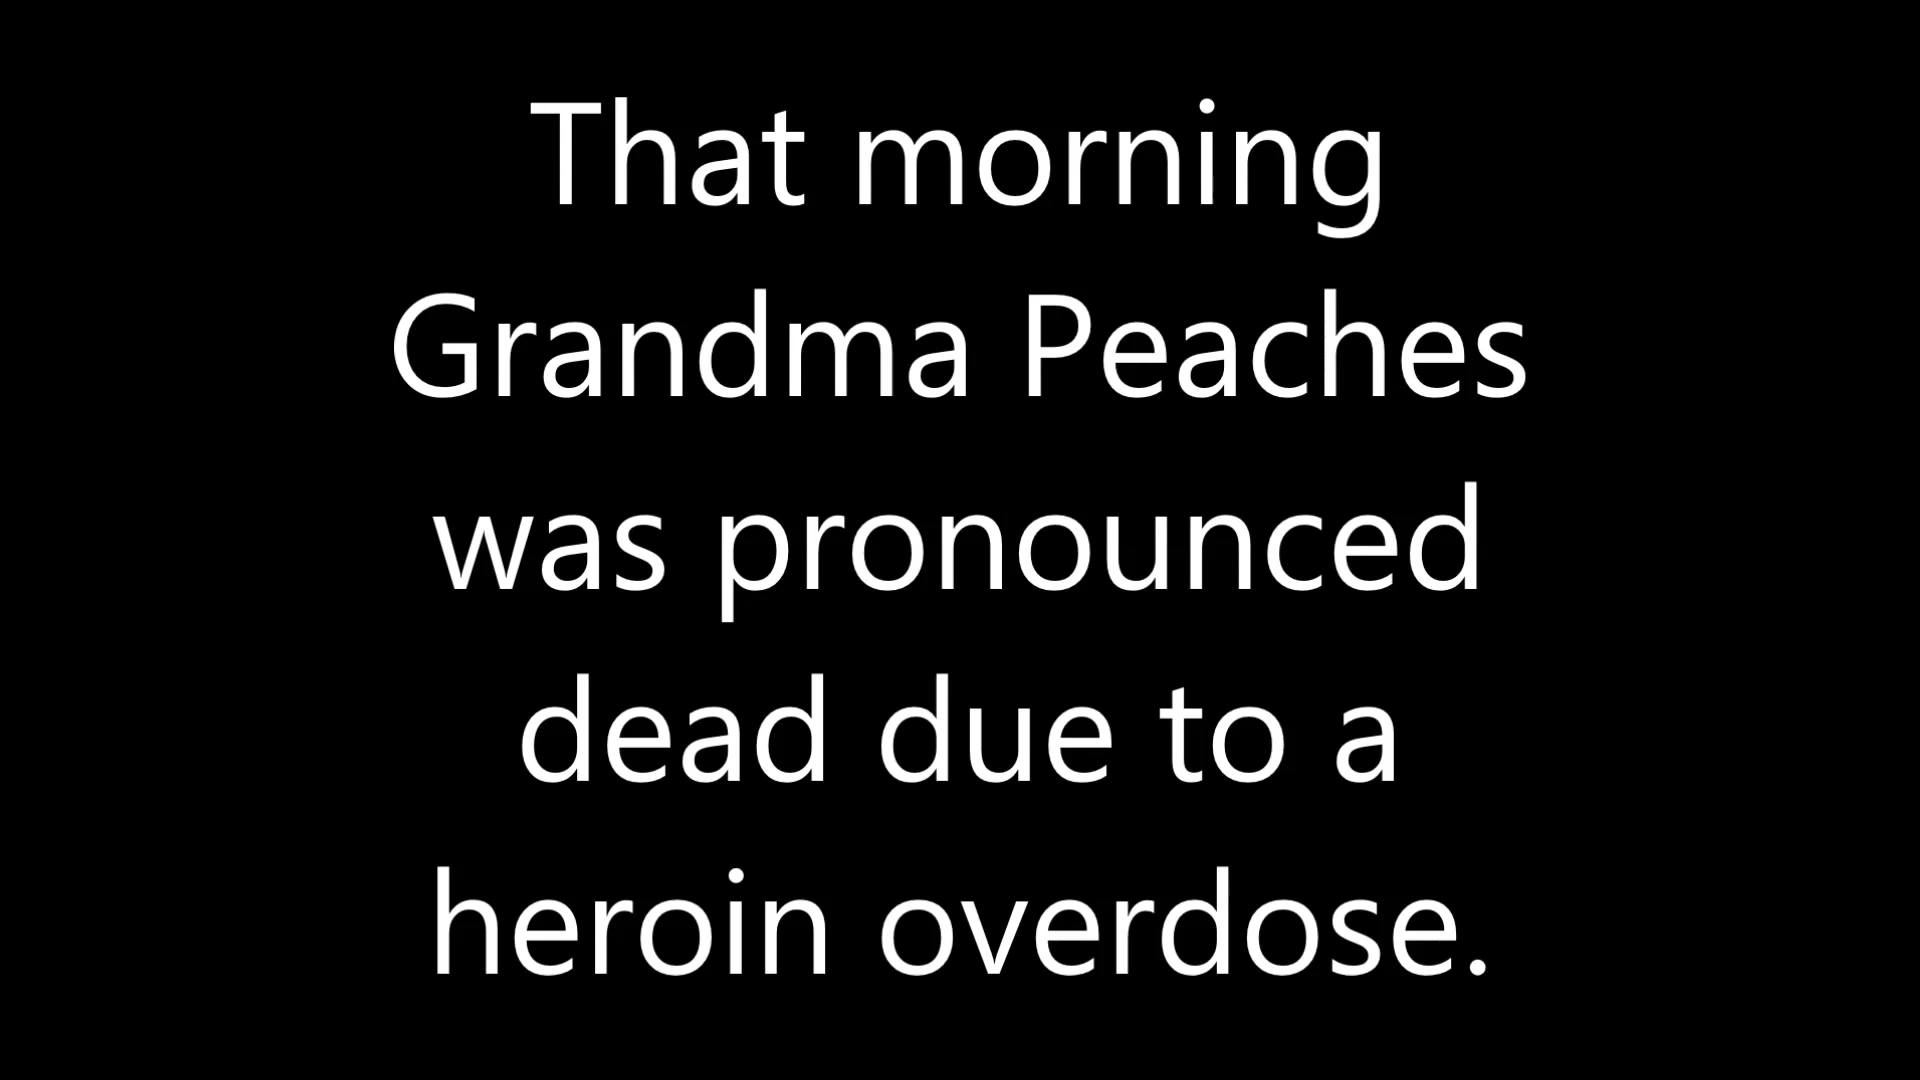 That morning
Grandma Peaches
was pronounced
dead due to a
heroin overdose.